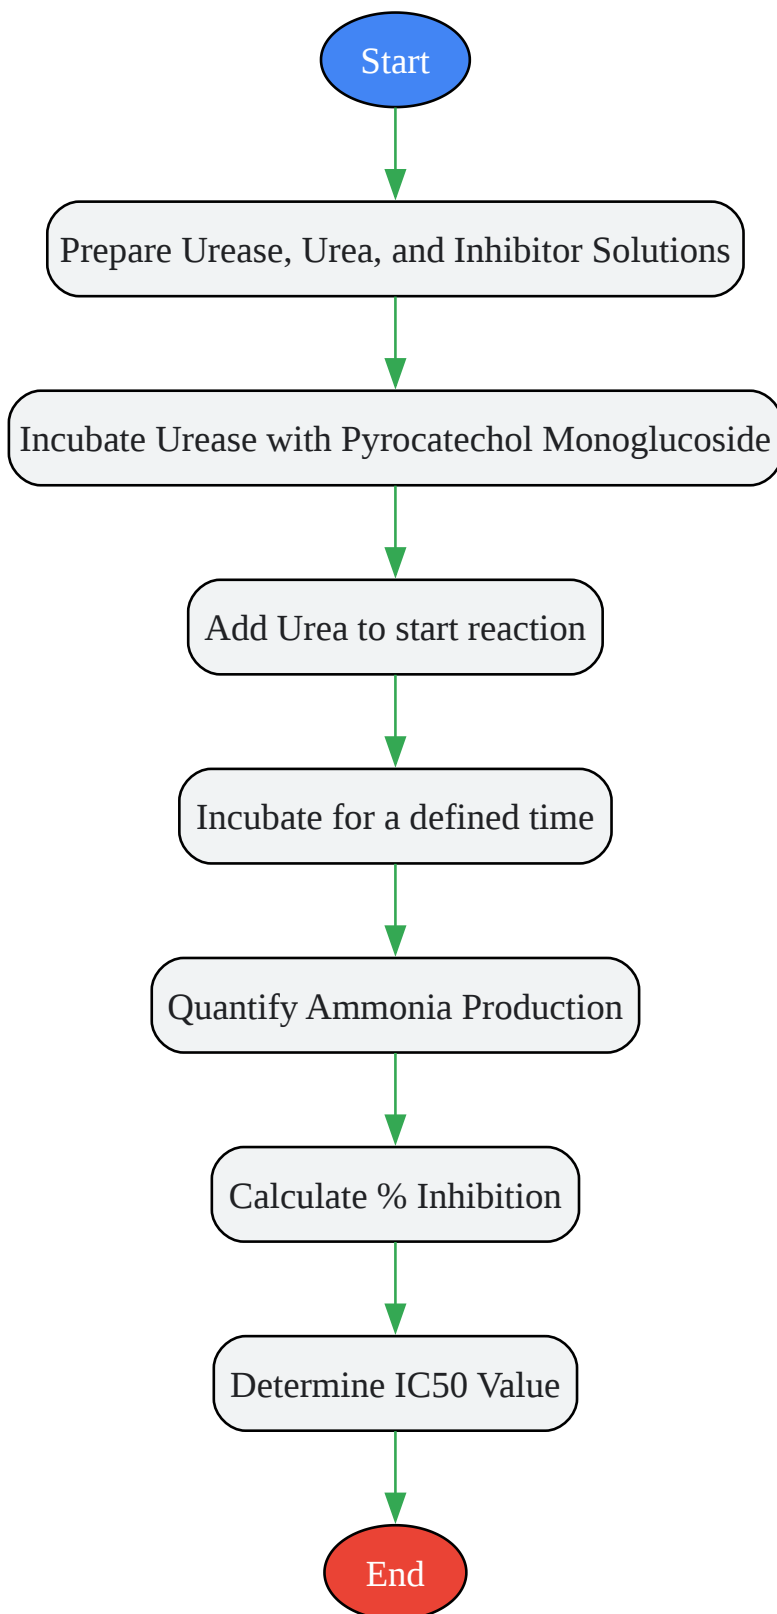 Start
Prepare Urease, Urea, and Inhibitor Solutions
Incubate Urease with Pyrocatechol Monoglucoside
Add Urea to start reaction
Incubate for a defined time
Quantify Ammonia Production
Calculate % Inhibition
Determine IC50 Value
End